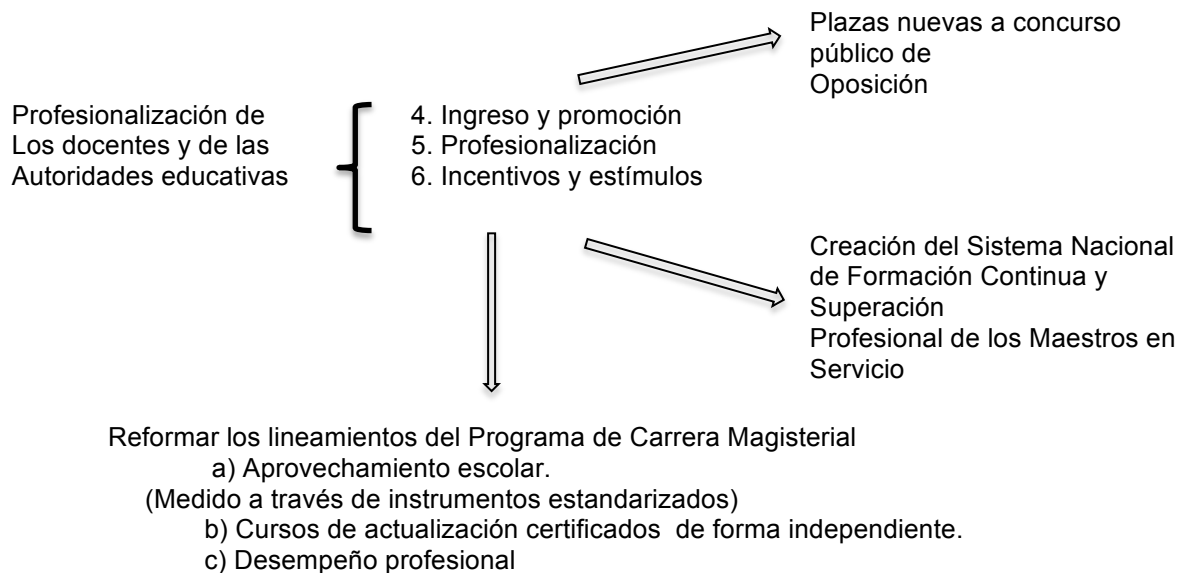 Plazas nuevas a concurso
público de
Oposición
Profesionalización de
Los docentes y de las
Autoridades educativas
4. Ingreso y promoción
5. Profesionalización
6. Incentivos y estímulos
Creación del Sistema Nacional
de Formación Continua y
Superación
Profesional de los Maestros en
Servicio
Reformar los lineamientos del Programa de Carrera Magisterial
a) Aprovechamiento escolar.
(Medido a través de instrumentos estandarizados)
b) Cursos de actualización certificados de forma independiente.
c) Desempeño profesional